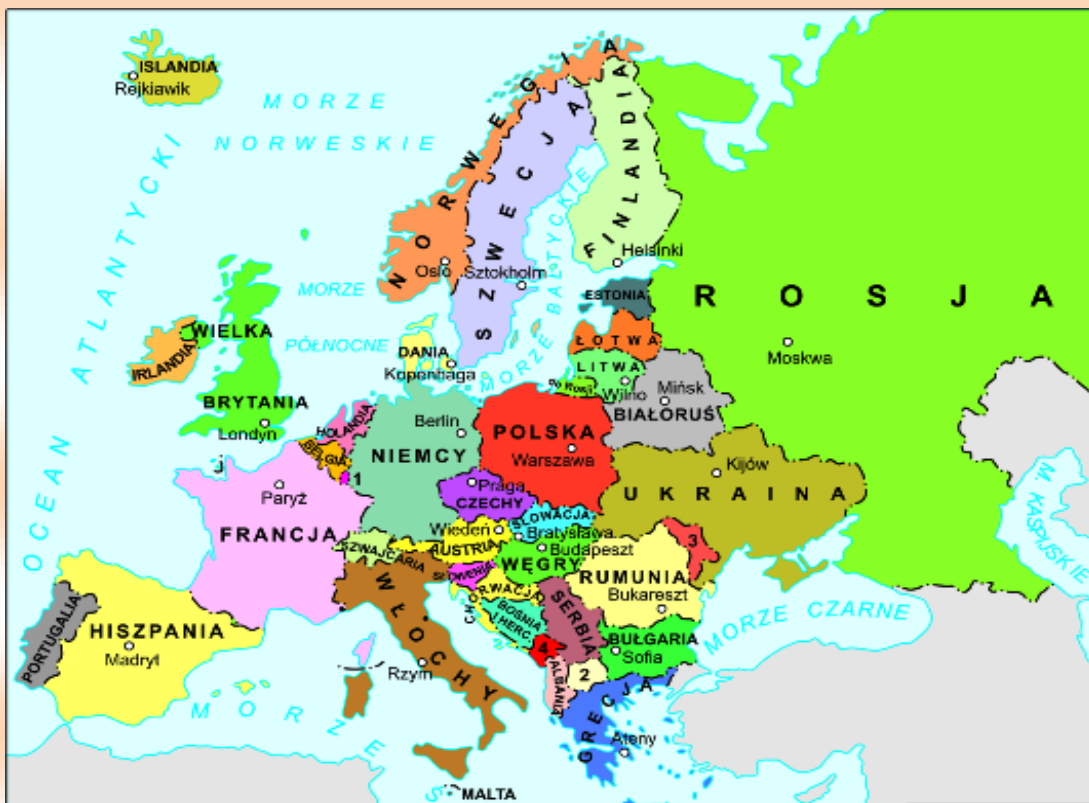 ISLANDIA
Rejkiawik
MORZE
NORWESKIE
OCEAN ATLANTYCKI
NORWEGIA
SZWECJA
FINLANDIA
Helsinki
Oslo
Sztokholm
MORZE BAŁTYCKIE
ESTONIA
ROSJA
Moskwa
MORZE
PÓŁNOCNE
WIELKA
BRYTANIA
IRLANDIA
Londyn
DANIA
Kopenhaga
ŁOTWA
LITWA
Wilno
do Rosji
Mińsk
BIAŁORUŚ
HOLANDIA
BELGIA
1
Berlin
NIEMCY
POLSKA
Warszawa
Kijów
UKRAINA
Paryż
FRANCJA
Praga
CZECHY
SŁOWACJA
Wiedeń
Bratysława
AUSTRIA
Budapeszt
WĘGRY
SZWAJCARIA
SŁOWENIA
CHORWACJA
BOŚNIA
I HERC.
SERBIA
3
RUMUNIA
Bukareszt
M. KASPIJSKIE
MORZE CZARNE
PORTUGALIA
HISZPANIA
Madryt
WŁOCHY
Rzym
4
ALBANIA
2
BUŁGARIA
Sofia
GRECJA
Ateny
MORZE Ś
MALTA